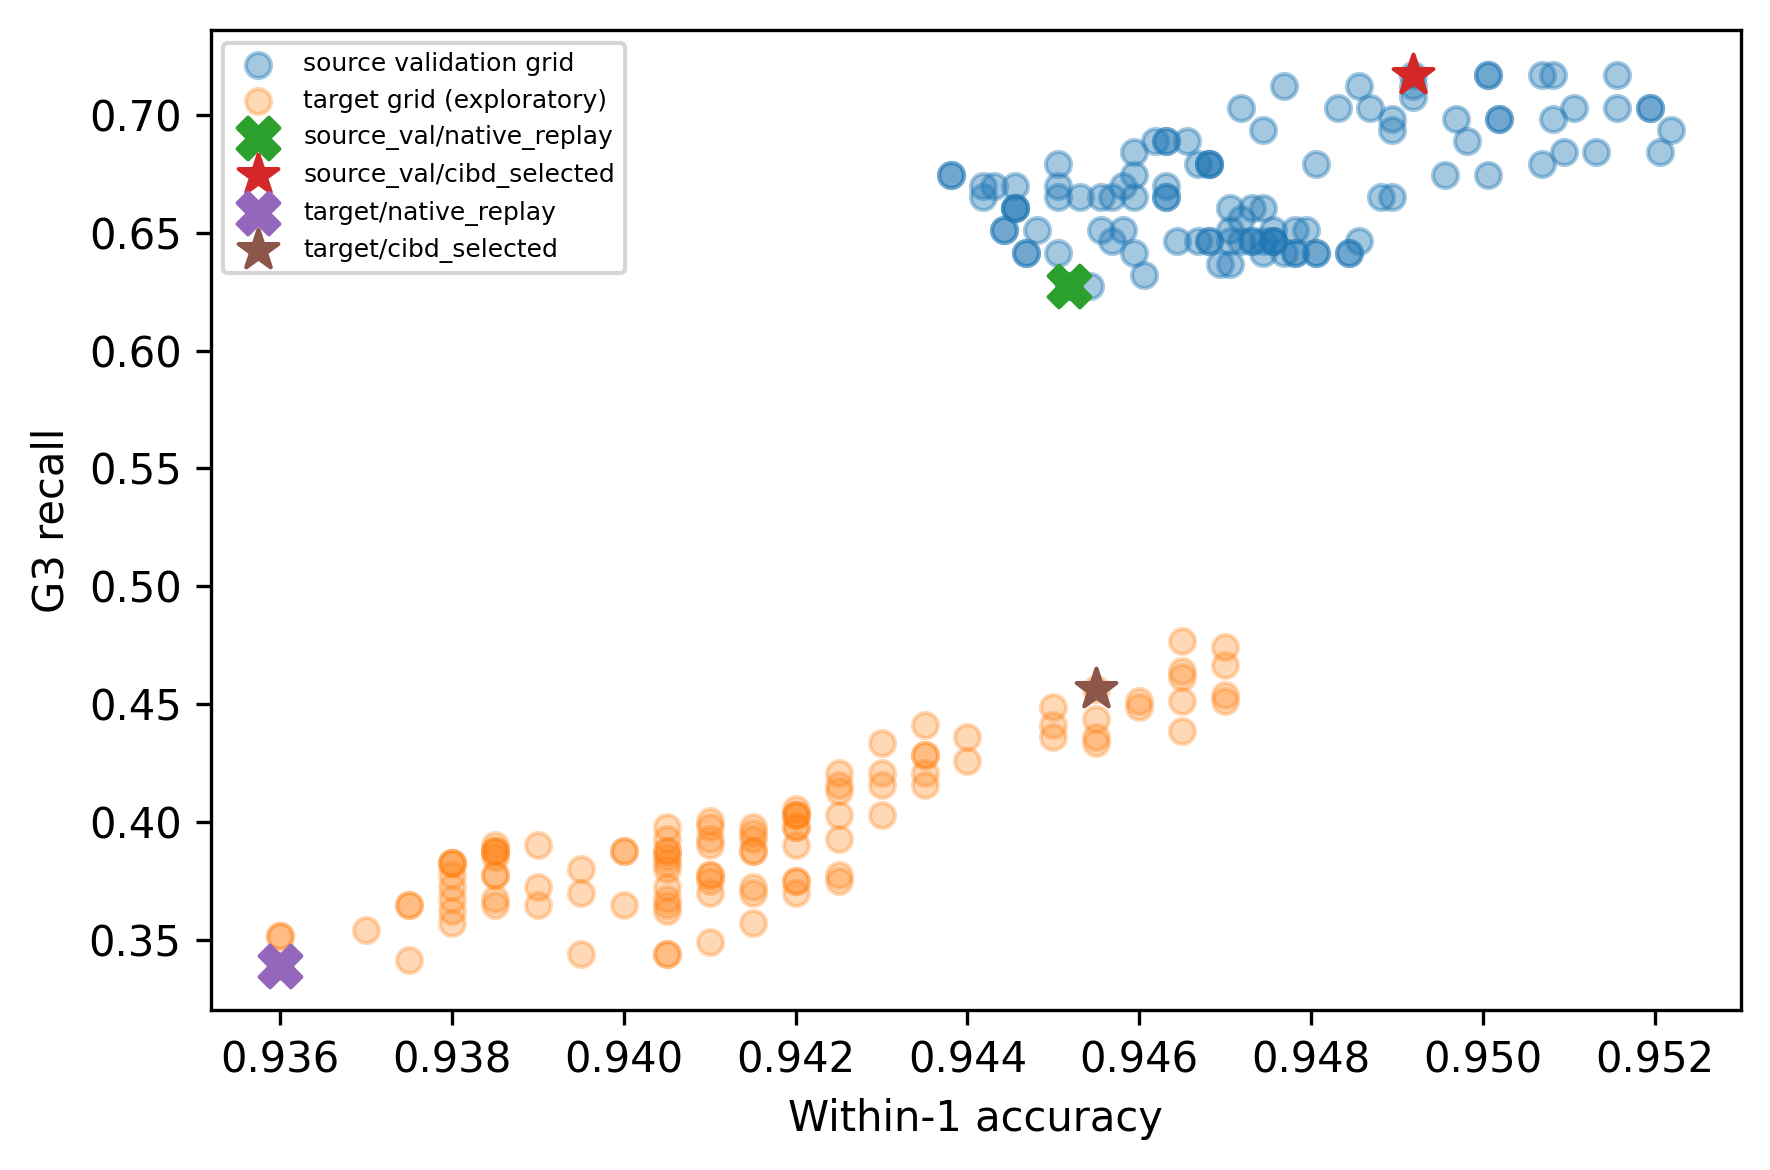 source validation grid
target grid (exploratory)
source_val/native_replay
source_val/cibd_selected
target/native_replay
target/cibd_selected
0.70
0.65
0.60
0.55
0.50
0.45
0.40
0.35
G3 recall
0.936 0.938 0.940 0.942 0.944 0.946 0.948 0.950 0.952
Within-1 accuracy